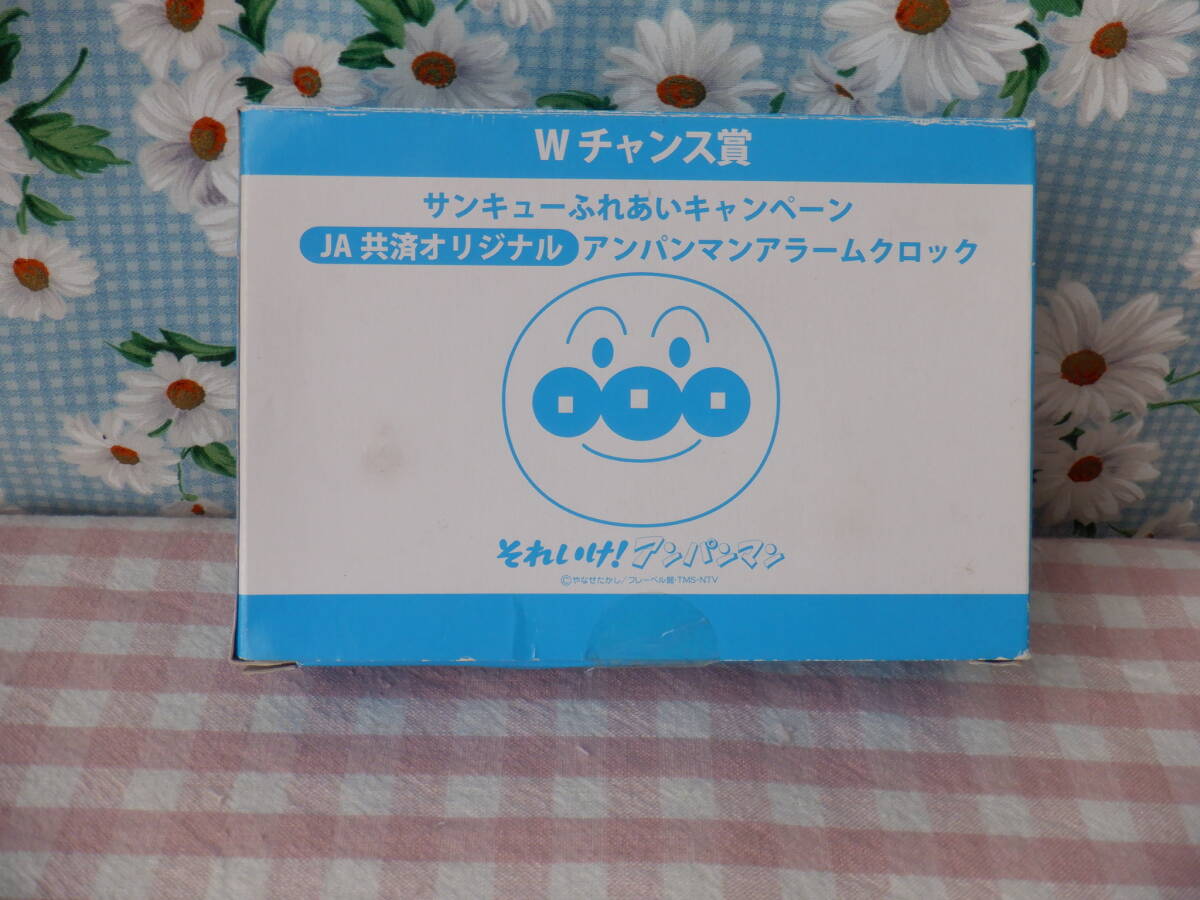 W チャンス賞
サンキューふれあいキャンペーン
JA 共済オリジナル アンパンマンアラームクロック
それいけ！アンパンマン
©やなせたかし/フレーベル館・TMS・NTV